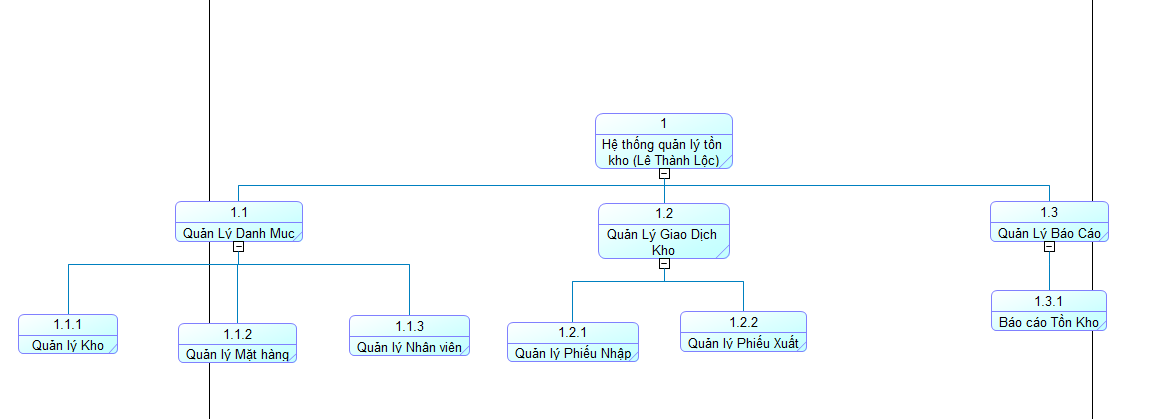 1
Hệ thống quản lý tồn
kho (Lê Thành Lộc)
1.1
Quản Lý Danh Muc
1.2
Quản Lý Giao Dịch
Kho
1.3
Quản Lý Báo Cáo
1.1.1
Quản lý Kho
1.1.2
Quản lý Mặt hàng
1.1.3
Quản lý Nhân viên
1.2.1
Quản lý Phiếu Nhập
1.2.2
Quản lý Phiếu Xuất
1.3.1
Báo cáo Tồn Kho